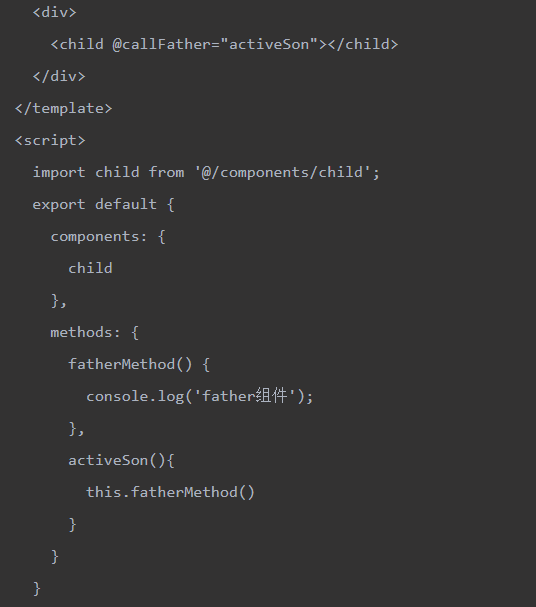 <div>
<child @callFather="activeSon"></child>
</div>
</template>
<script>
import child from '@/components/child';
export default {
components: {
child
},
methods: {
fatherMethod() {
console.log('father组件');
},
activeSon(){
this.fatherMethod()
}
}
}